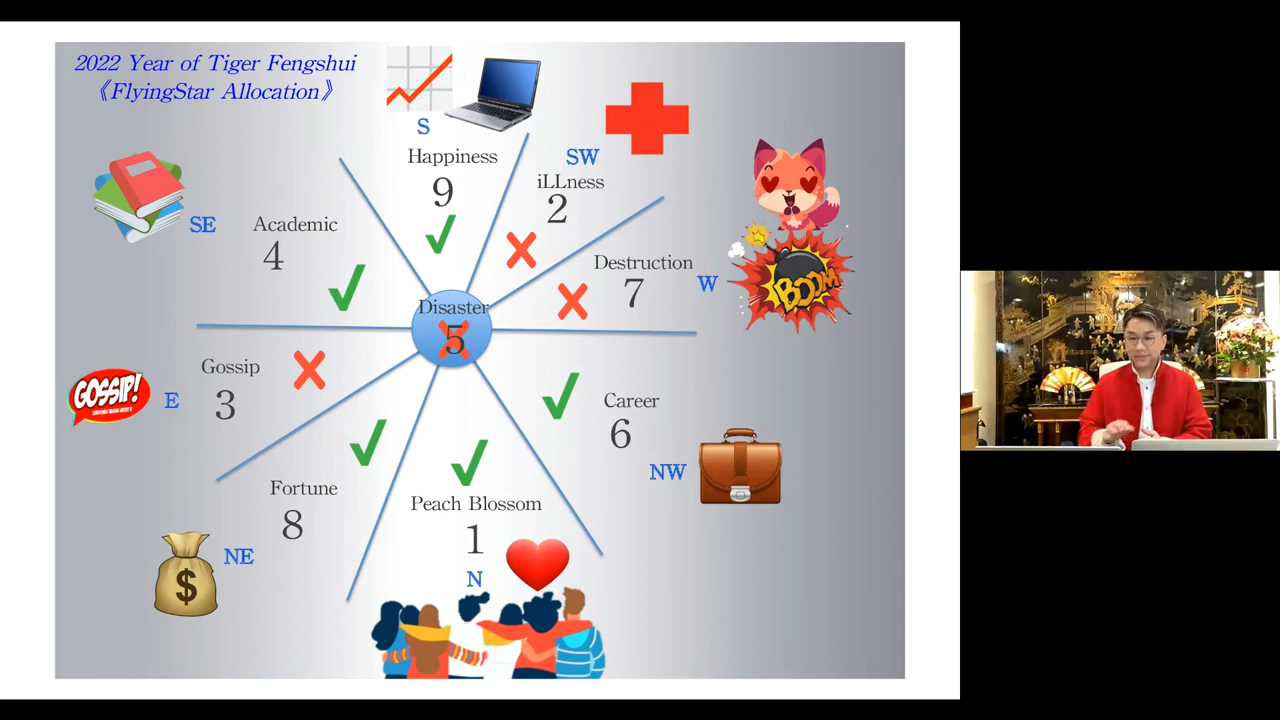 2022 Year of Tiger Fengshui
《FlyingStar Allocation》
S
Happiness
9
SW
iLLness
2
SE
Academic
4
Destruction
7
W
BOOM
Disaster
5
Gossip
3
E
GOSSIP!
Career
6
NW
Fortune
8
NE
$
Peach Blossom
1
N